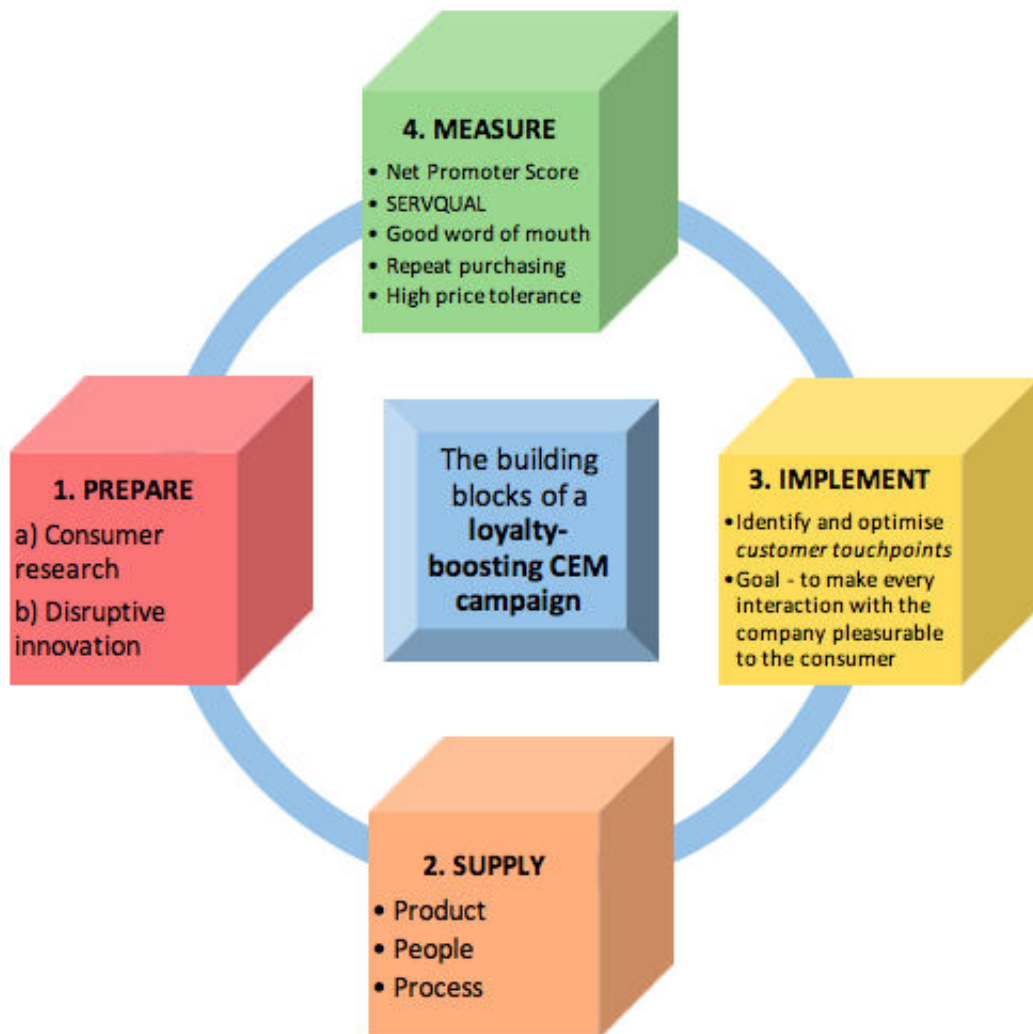 4. MEASURE
• Net Promoter Score
• SERVQUAL
• Good word of mouth
• Repeat purchasing
• High price tolerance
1. PREPARE
a) Consumer
research
b) Disruptive
innovation
The building
blocks of a
loyalty-
boosting CEM
campaign
3. IMPLEMENT
•Identify and optimise
customer touchpoints
•Goal - to make every
interaction with the
company pleasurable
to the consumer
2. SUPPLY
• Product
• People
• Process